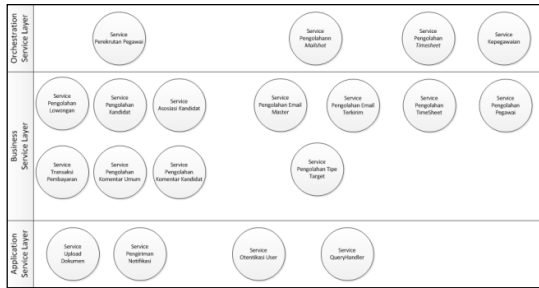 Orchestration
Service Layer
Service
Perekrutan Pegawai
Service
Pengolahann
Mailshot
Service
Pengolahan
Timesheet
Service
Kepegawaian
Business
Service Layer
Service
Pengolahan
Lowongan
Service
Pengolahan
Kandidat
Service
Asosiasi Kandidat
Service
Pengolahan Email
Master
Service
Pengolahan Email
Terkirim
Service
Pengolahan
TimeSheet
Service
Pengolahan
Pegawai
Service
Transaksi
Pembayaran
Service
Pengolahan
Komentar Umum
Service
Pengolahan
Komentar Kandidat
Service
Pengolahan Tipe
Target
Application
Service Layer
Service
Upload
Dokumen
Service
Pengiriman
Notifikasi
Service
Otentikasi User
Service
QueryHandler